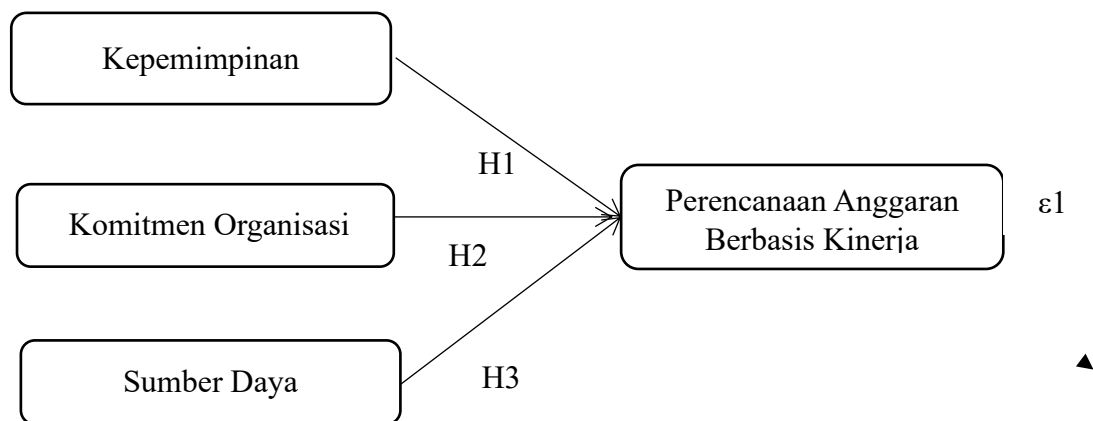 Kepemimpinan
H1
Komitmen Organisasi
H2
Perencanaan Anggaran
Berbasis Kinerja
ε1
Sumber Daya
H3